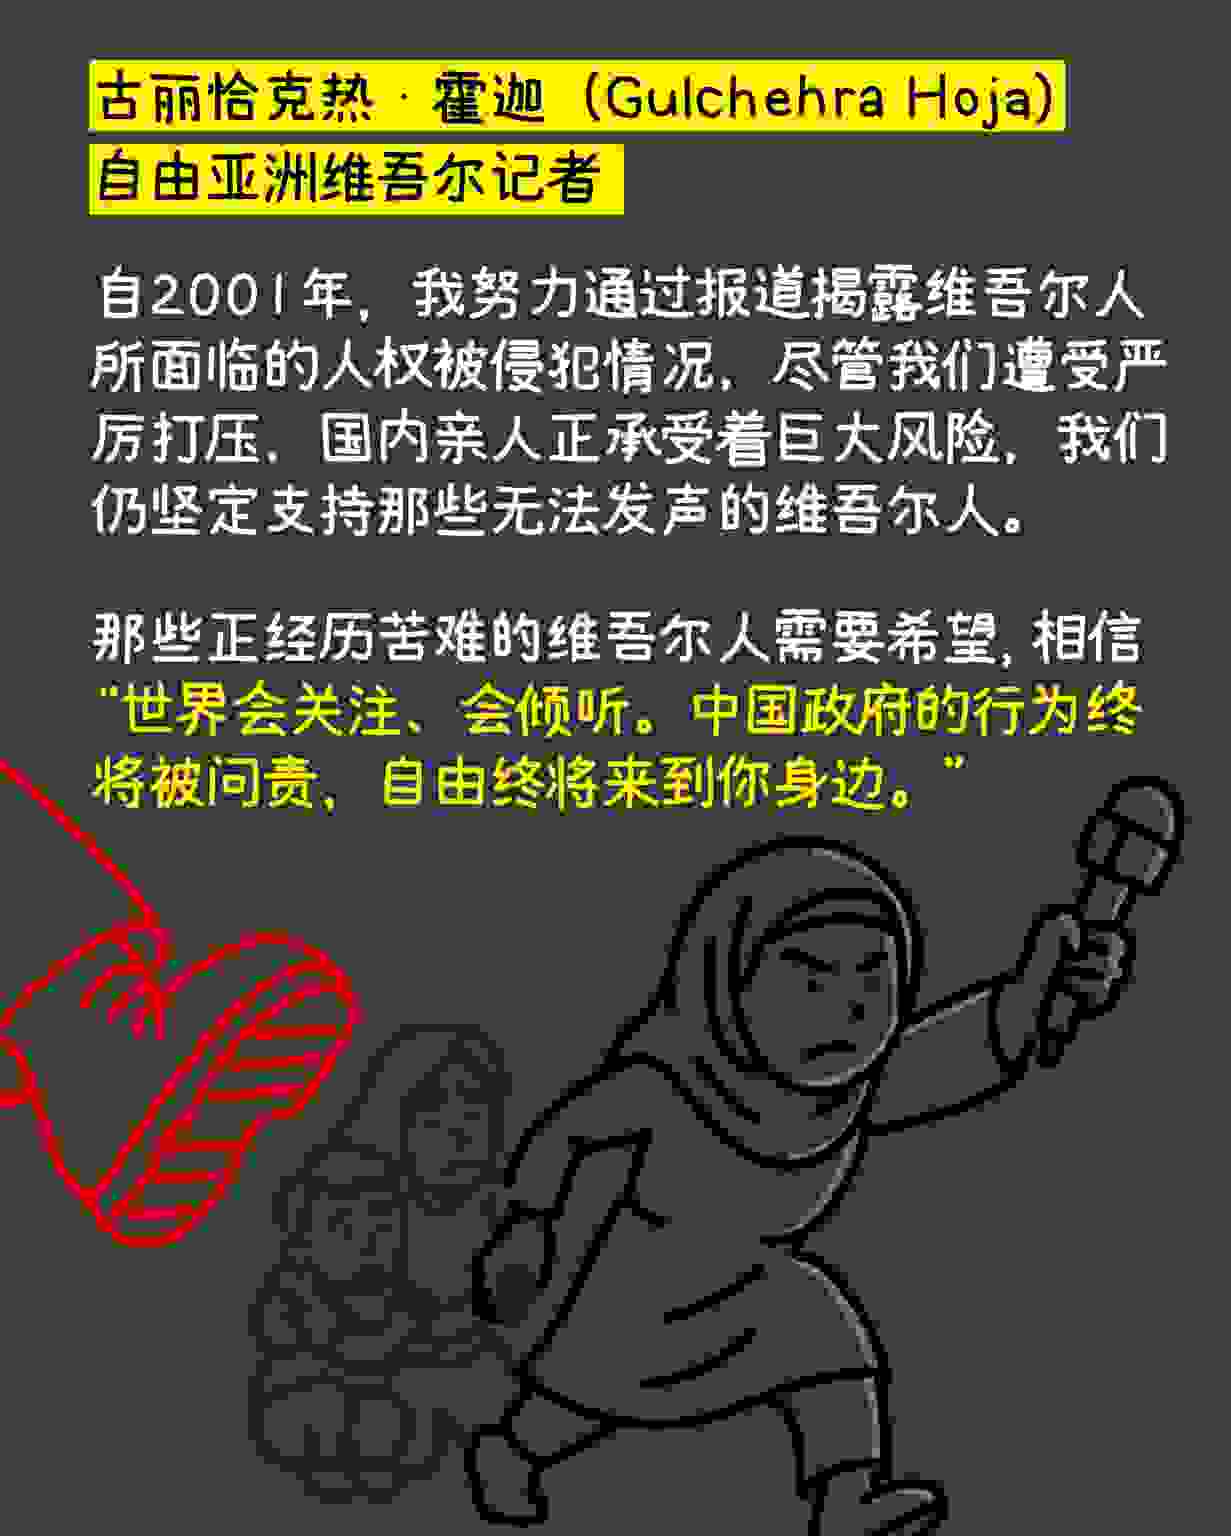 古丽恰克热·霍迦（Gulchehra Hoja）
自由亚洲维吾尔记者
自2001年，我努力通过报道揭露维吾尔人
所面临的人权被侵犯情况，尽管我们遭受严
厉打压，国内亲人正承受着巨大风险，我们
仍坚定支持那些无法发声的维吾尔人。
那些正经历苦难的维吾尔人需要希望，相信
“世界会关注、会倾听。中国政府的行为终
将被问责，自由终将来到你身边。”